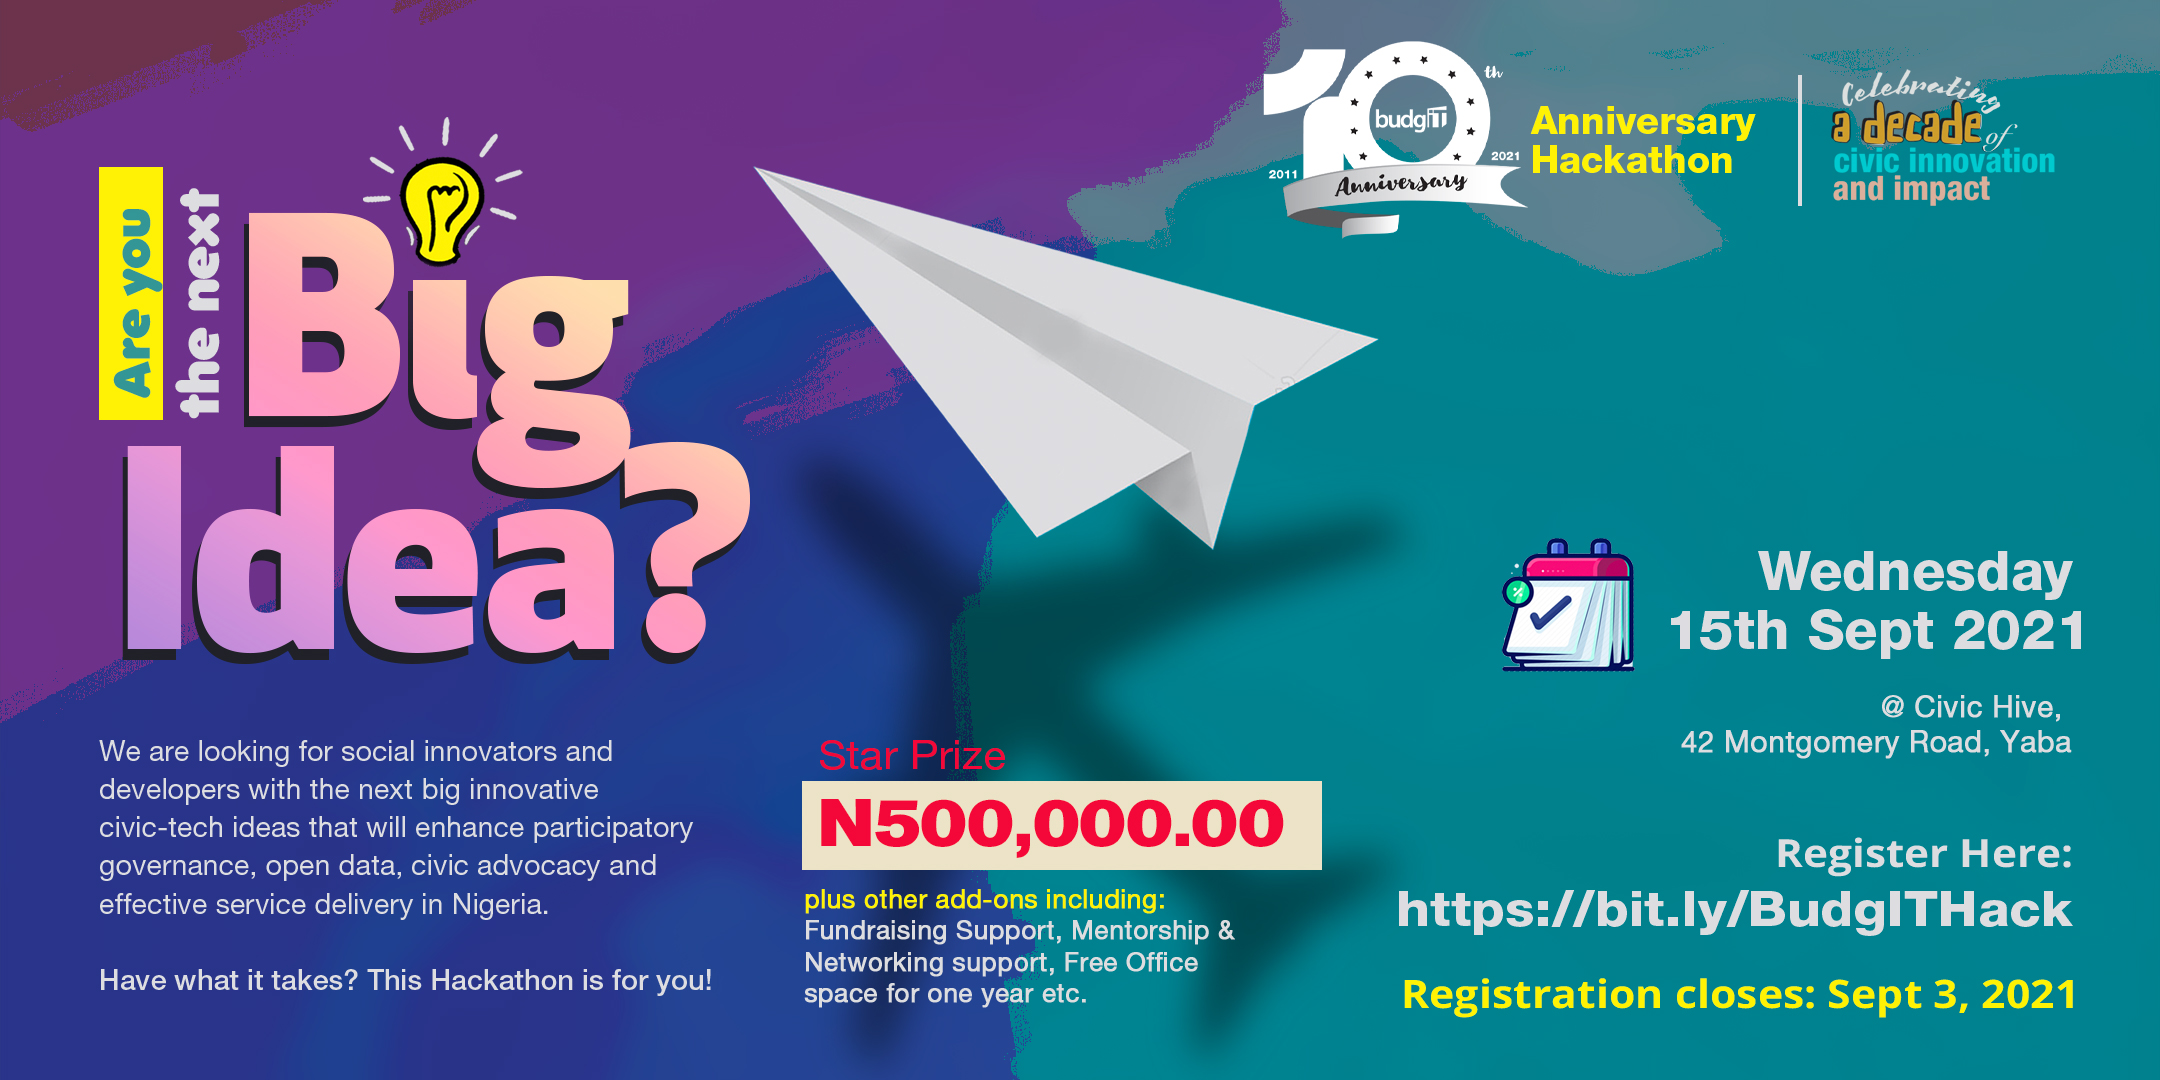 Are you
the next
Big
Idea?
We are looking for social innovators and
developers with the next big innovative
civic-tech ideas that will enhance participatory
governance, open data, civic advocacy and
effective service delivery in Nigeria.
Have what it takes? This Hackathon is for you!
Star Prize
N500,000.00
plus other add-ons including:
Fundraising Support, Mentorship &
Networking support, Free Office
space for one year etc.
10th
budgIT
2011
2021
Anniversary
Anniversary
Hackathon
Celebrating
a decade of
civic innovation
and impact
Wednesday
15th Sept 2021
@ Civic Hive,
42 Montgomery Road, Yaba
Register Here:
https://bit.ly/BudgITHack
Registration closes: Sept 3, 2021